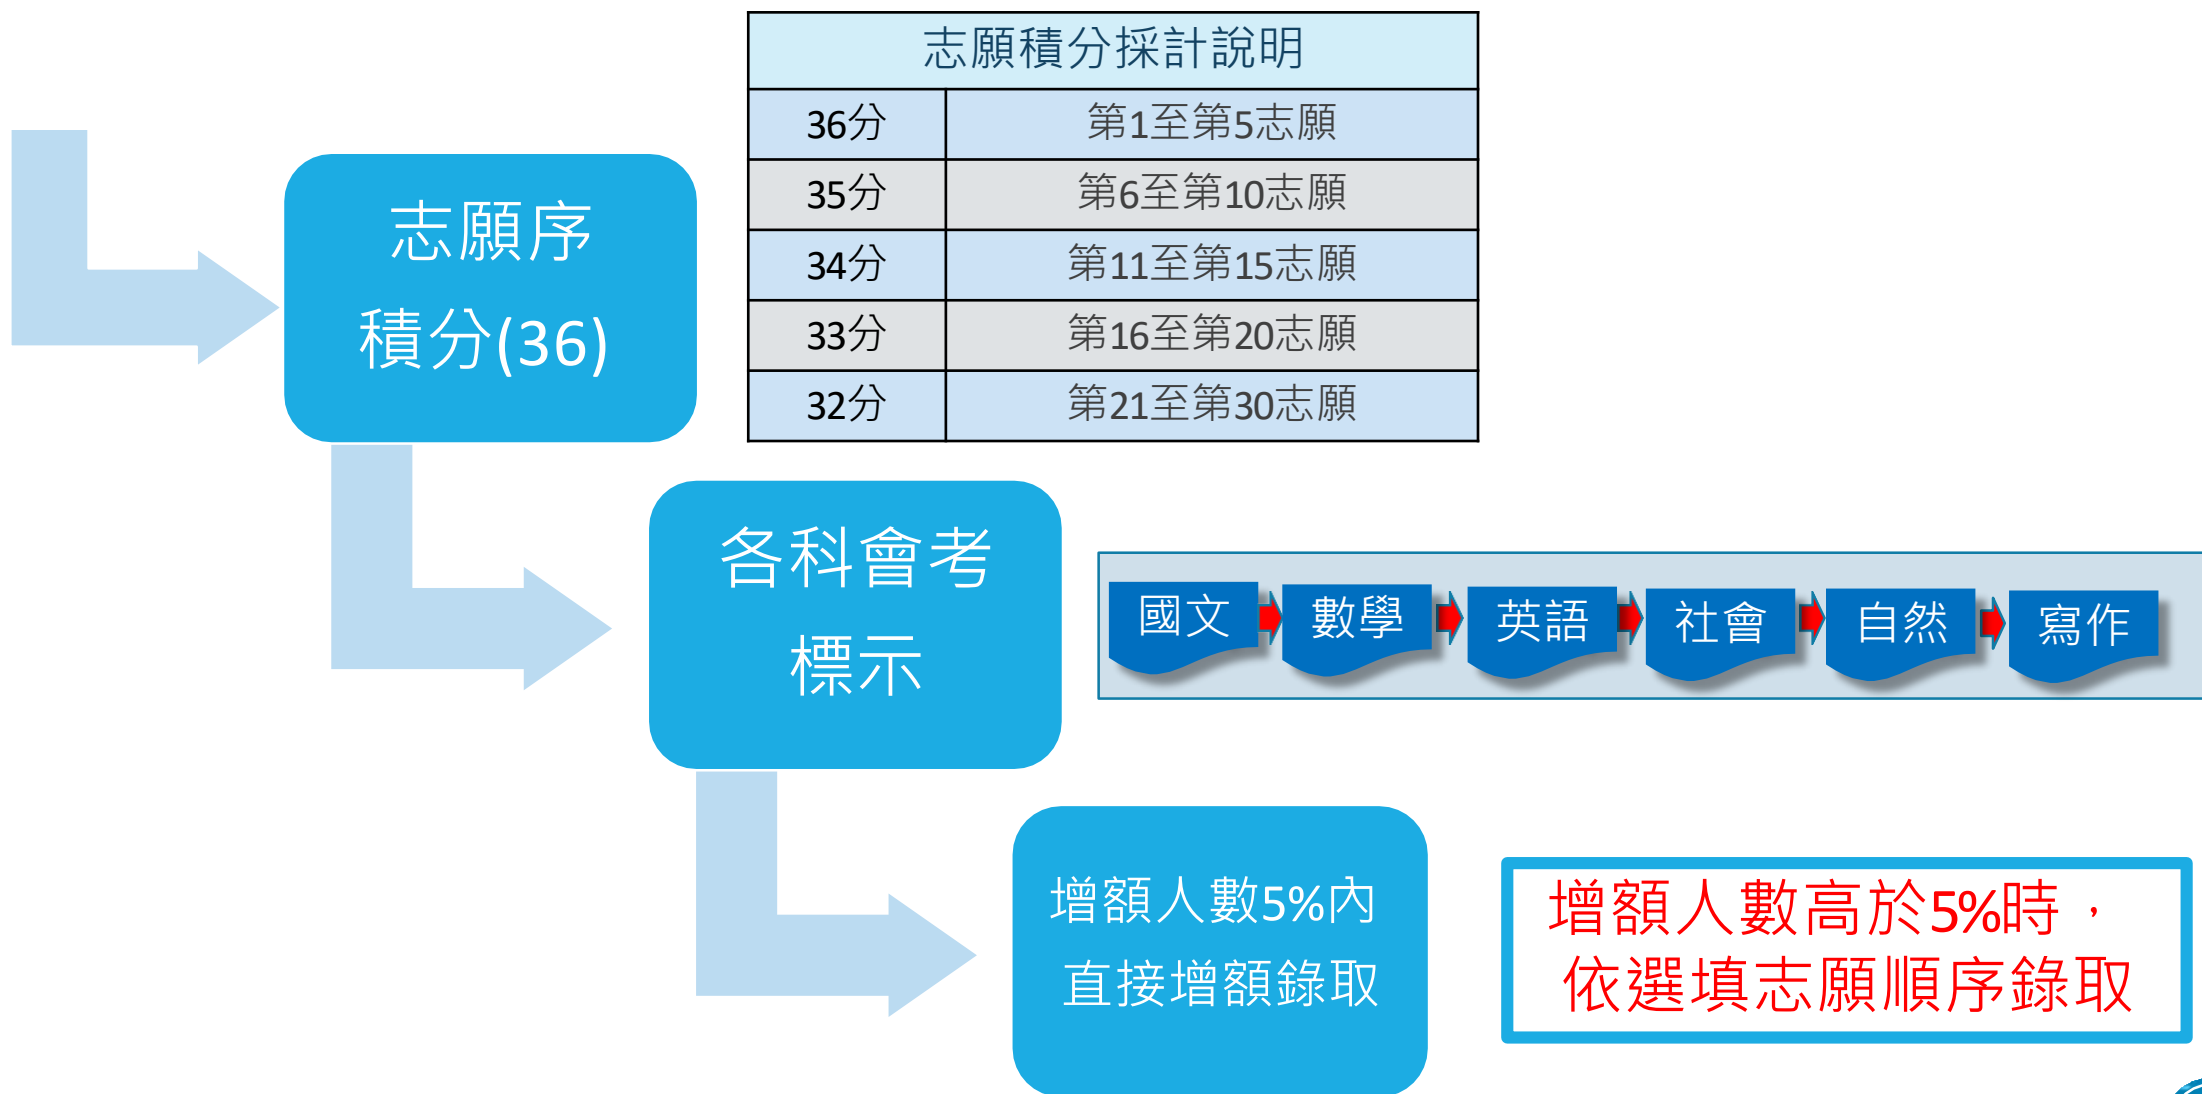 志願積分採計說明
36分 第1至第5志願
35分 第6至第10志願
34分 第11至第15志願
33分 第16至第20志願
32分 第21至第30志願
志願序
積分(36)
各科會考
標示
國文 數學 英語 社會 自然 寫作
增額人數5%內
直接增額錄取
增額人數高於5%時，
依選填志願順序錄取